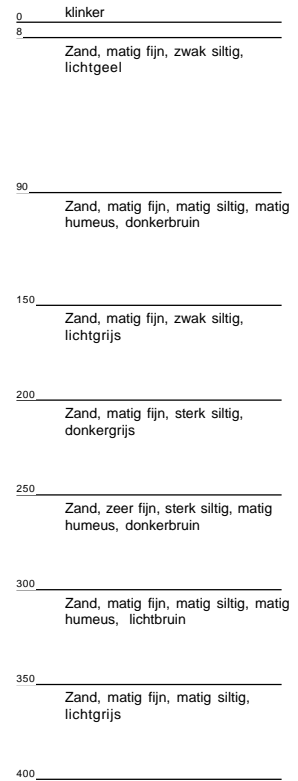 klinker
0
8
Zand, matig fijn, zwak siltig,
lichtgeel
90
Zand, matig fijn, matig siltig, matig
humeus, donkerbruin
150
Zand, matig fijn, zwak siltig,
lichtgrijs
200
Zand, matig fijn, sterk siltig,
donkergrijs
250
Zand, zeer fijn, sterk siltig, matig
humeus, donkerbruin
300
Zand, matig fijn, matig siltig, matig
humeus, lichtbruin
350
Zand, matig fijn, matig siltig,
lichtgrijs
400